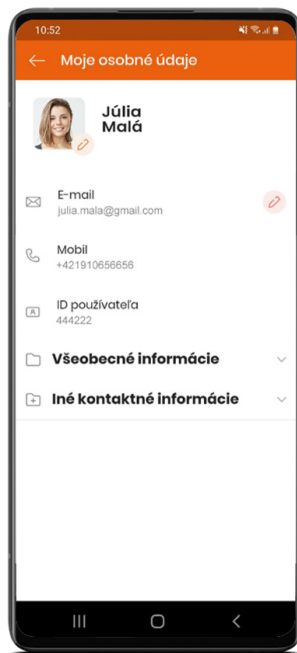 10:52
Moje osobné údaje
Júlia
Malá
E-mail
julia.mala@gmail.com
Mobil
+421910656656
ID používateľa
444222
Všeobecné informácie
Iné kontaktné informácie